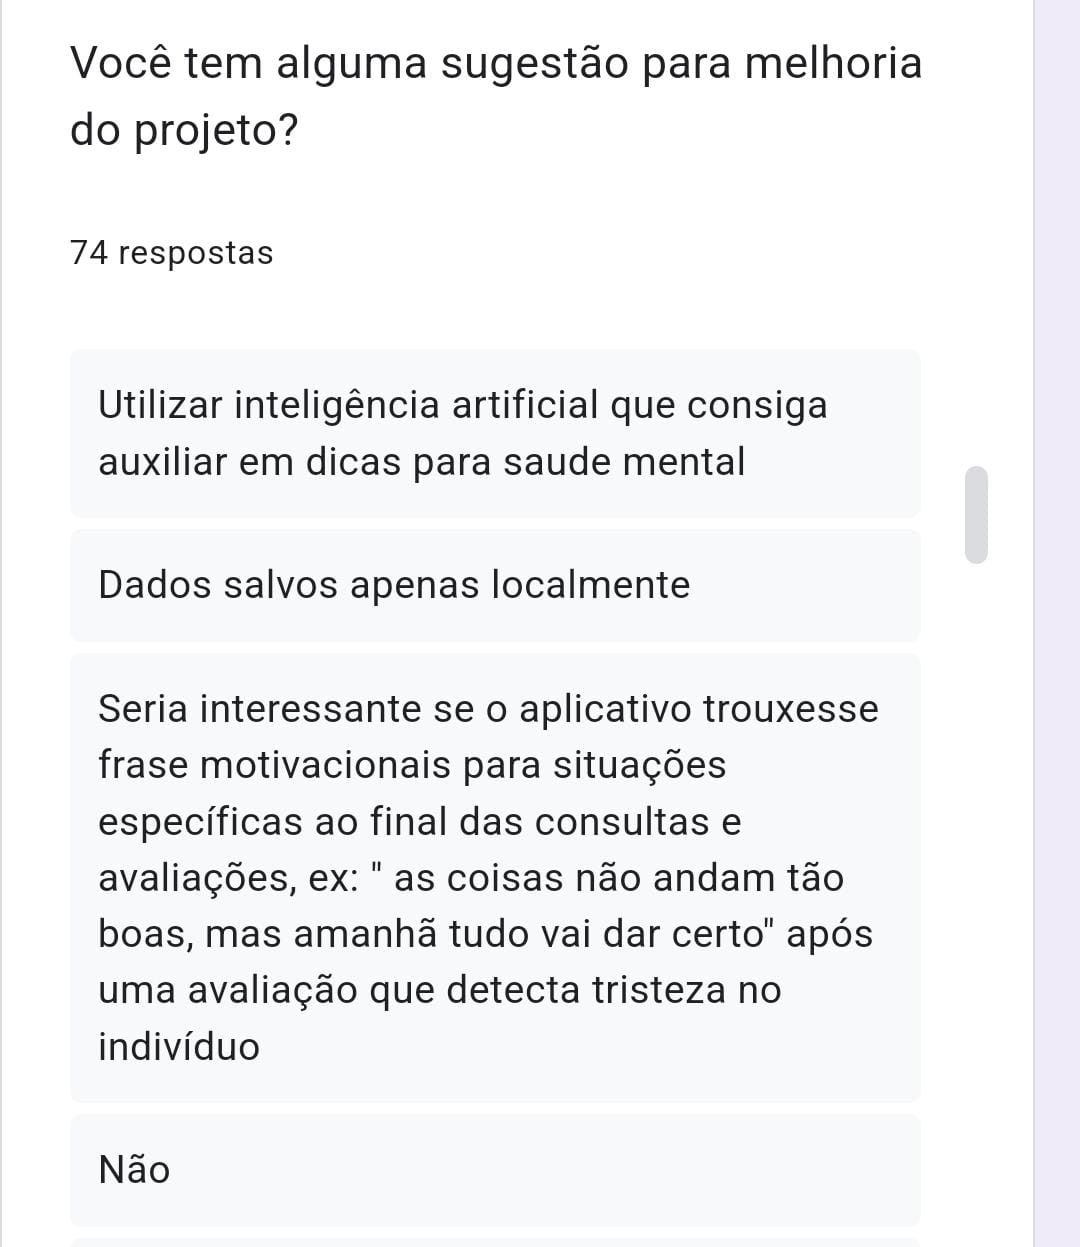 Você tem alguma sugestão para melhoria
do projeto?
74 respostas
Utilizar inteligência artificial que consiga
auxiliar em dicas para saude mental
Dados salvos apenas localmente
Seria interessante se o aplicativo trouxesse
frase motivacionais para situações
específicas ao final das consultas e
avaliações, ex: " as coisas não andam tão
boas, mas amanhã tudo vai dar certo" após
uma avaliação que detecta tristeza no
indivíduo
Não